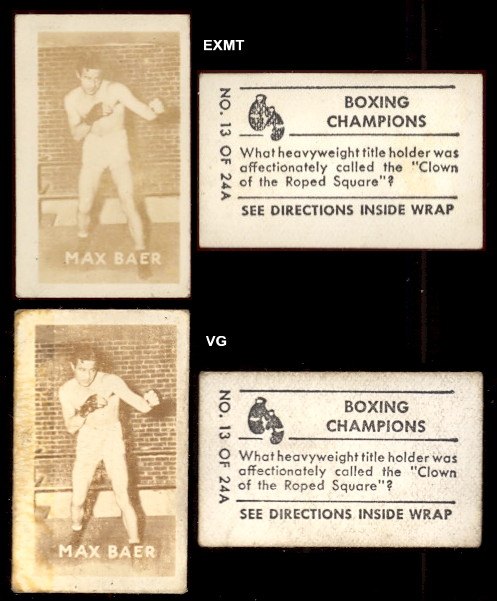 EXMT
MAX BAER
NO. 13 OF 24A
BOXING
CHAMPIONS
What heavyweight title holder was
affectionately called the "Clown
of the Roped Square"?
SEE DIRECTIONS INSIDE WRAP
VG
MAX BAER
NO. 13 OF 24A
BOXING
CHAMPIONS
What heavyweight title holder was
affectionately called the "Clown
of the Roped Square"?
SEE DIRECTIONS INSIDE WRAP